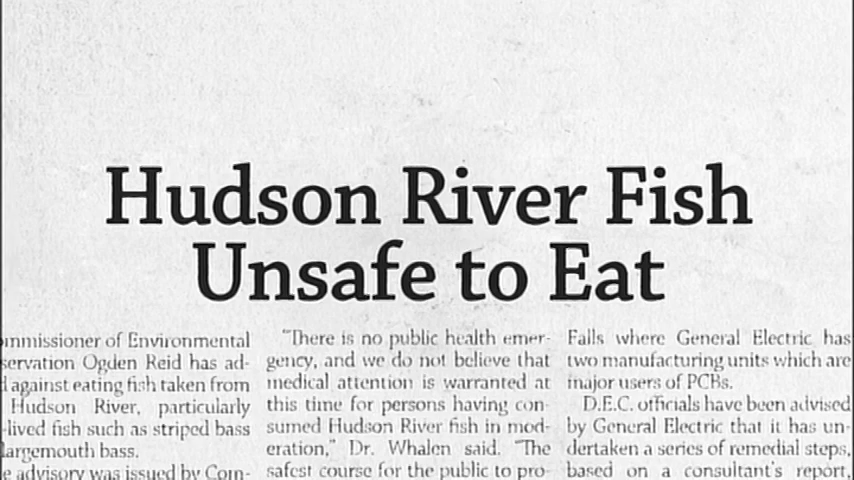 Hudson River Fish
Unsafe to Eat
mmissioner of Environmental
servation Ogden Reid has ad-
d against eating fish taken from
Hudson River, particularly
-lived fish such as striped bass
largemouth bass.
e advisory was issued by Com-
"There is no public health emer-
gency, and we do not believe that
medical attention is warranted at
this time for persons having con-
sumed Hudson River fish in mod-
eration," Dr. Whalen said. "The
safest course for the public to pro-
Falls where General Electric has
two manufacturing units which are
major users of PCBs.
D.E.C. officials have been advised
by General Electric that it has un-
dertaken a series of remedial steps,
based on a consultant's report,